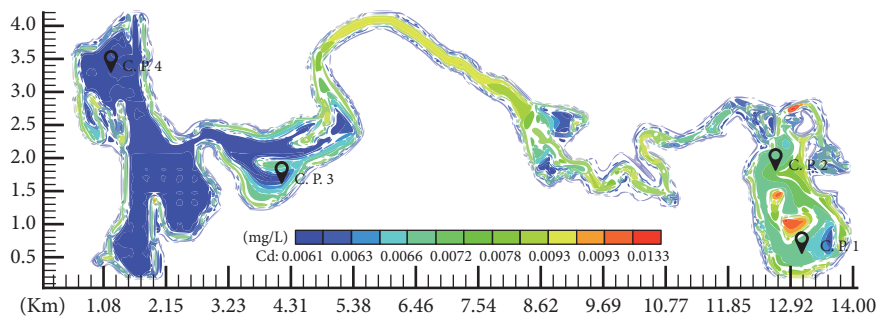 4.0
3.5
C. P. 4
3.0
2.5
2.0
C. P. 2
C. P. 3
1.5
1.0
(mg/L)
C. P. 1
0.5
Cd: 0.0061 0.0063 0.0066 0.0072 0.0078 0.0093 0.0093 0.0133
(Km) 1.08 2.15 3.23 4.31 5.38 6.46 7.54 8.62 9.69 10.77 11.85 12.92 14.00